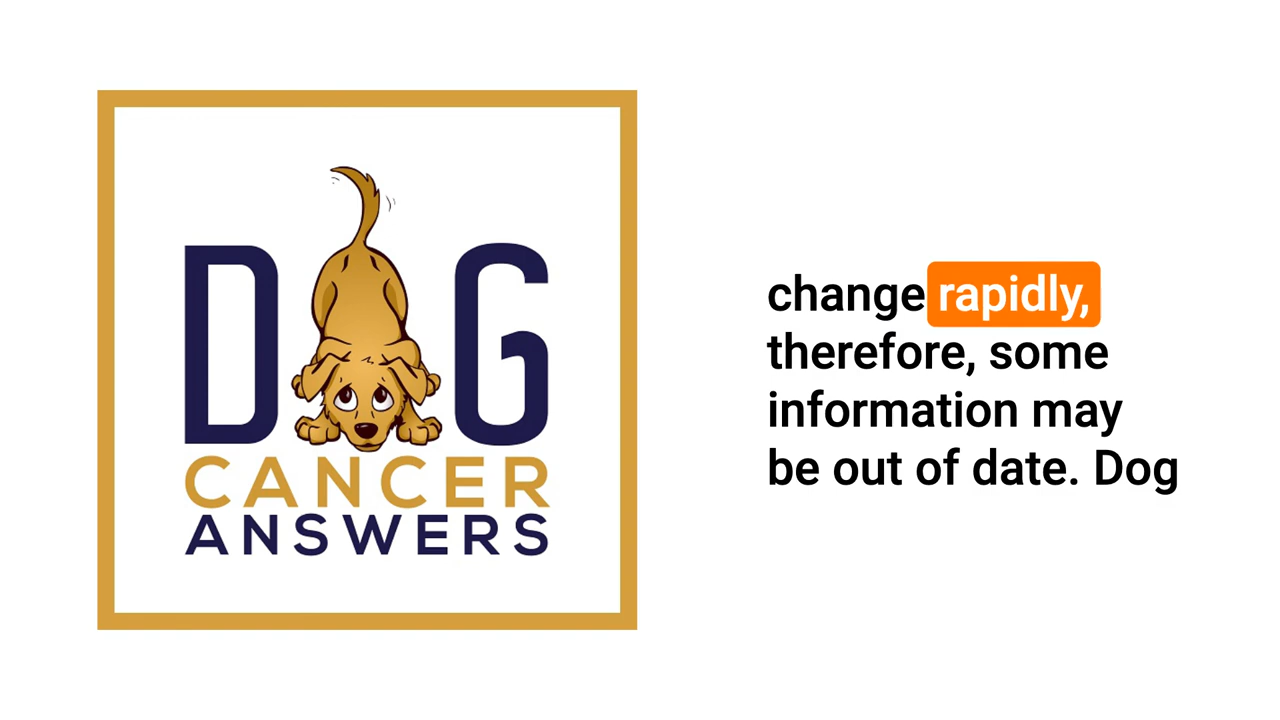 DOG
CANCER
ANSWERS
change rapidly,
therefore, some
information may
be out of date. Dog